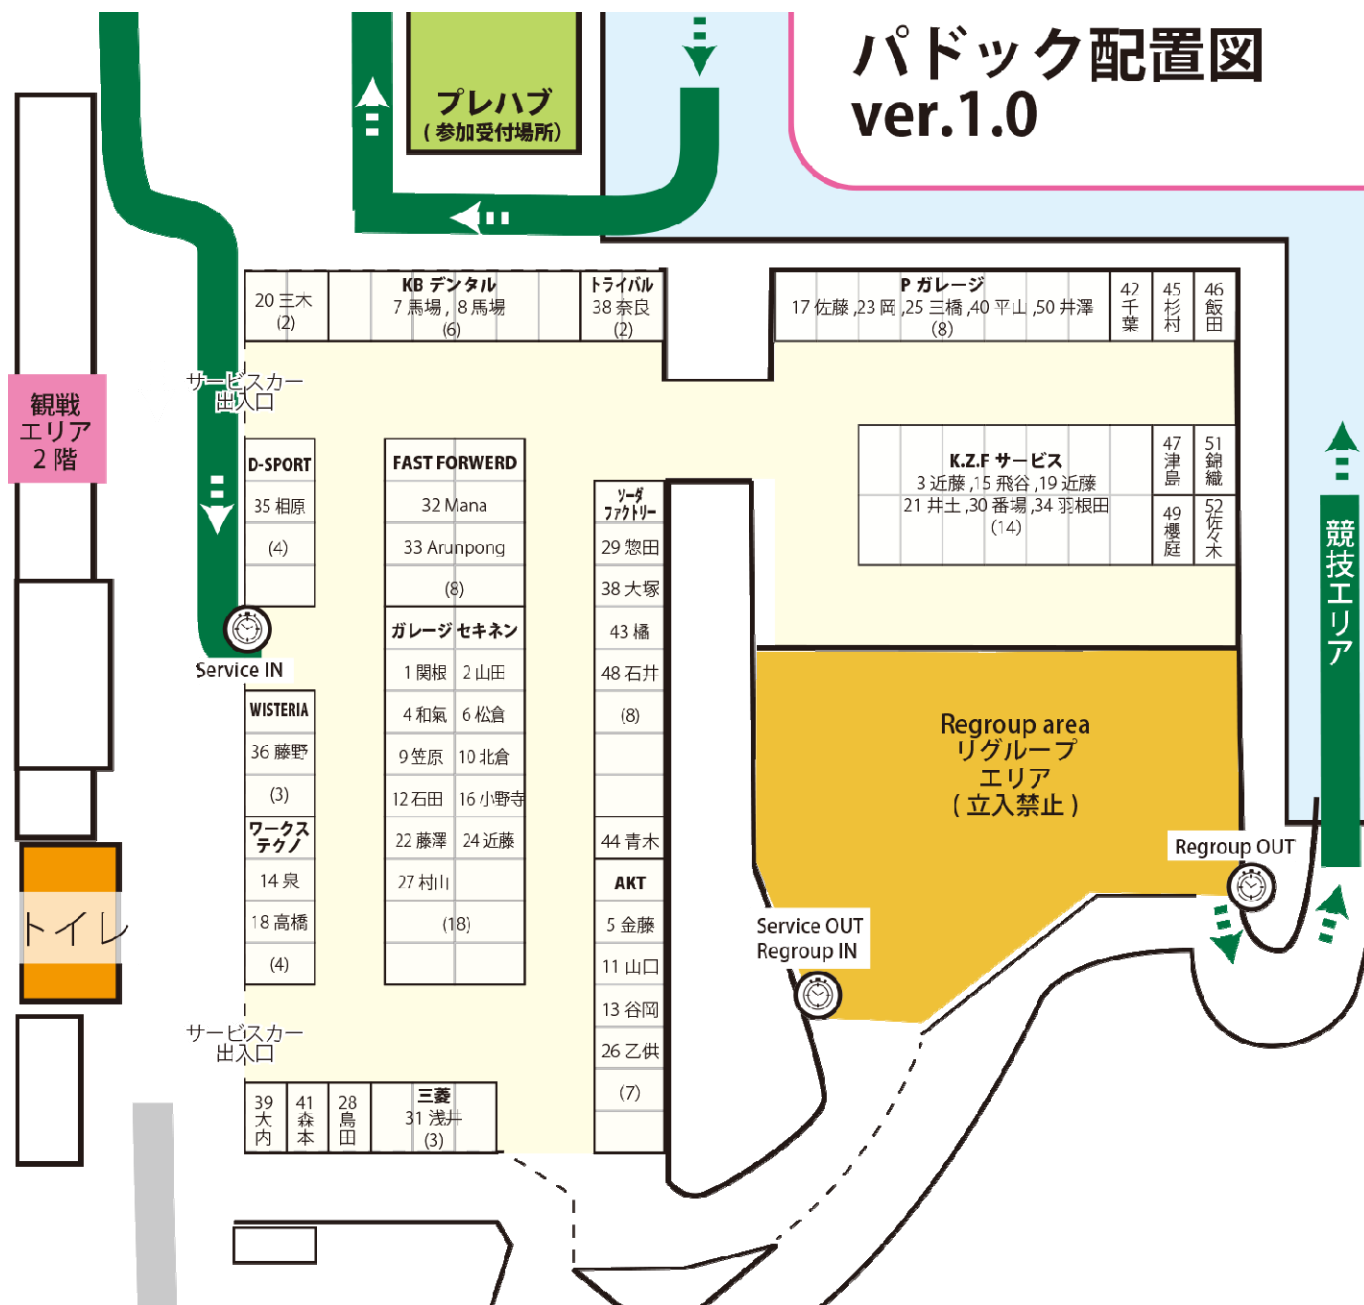 パドック配置図
ver.1.0
プレハブ
(参加受付場所)
観戦
エリア
2階
サービスカー
出入口
20 三木
(2)
KB デンタル
7 馬場 , 8 馬場
(6)
トライバル
38 奈良
(2)
P ガレージ
17 佐藤 ,23 岡 ,25 三橋 ,40 平山 ,50 井澤
(8)
42
千葉
45
杉村
46
飯田
D-SPORT
35 相原
(4)
FAST FORWERD
32 Mana
33 Arunpong
(8)
ソーダ
ファクトリー
29 惣田
38 大塚
43 橘
48 石井
(8)
44 青木
K.Z.F サービス
3 近藤 ,15 飛谷 ,19 近藤
21 井土 ,30 番場 ,34 羽根田
(14)
47
津島
51
錦織
49
櫻庭
52
佐々木
競技エリア
Service IN
ガレージ セキネン
1 関根 2 山田
4 和氣 6 松倉
9 笠原 10 北倉
12 石田 16 小野寺
22 藤澤 24 近藤
27 村山
(18)
WISTERIA
36 藤野
(3)
ワークス
テクノ
14 泉
18 高橋
(4)
AKT
5 金藤
11 山口
13 谷岡
26 乙供
(7)
Regroup area
リグループ
エリア
(立入禁止)
Regroup OUT
Service OUT
Regroup IN
トイレ
サービスカー
出入口
39
大内
41
森本
28
島田
三菱
31 浅井
(3)